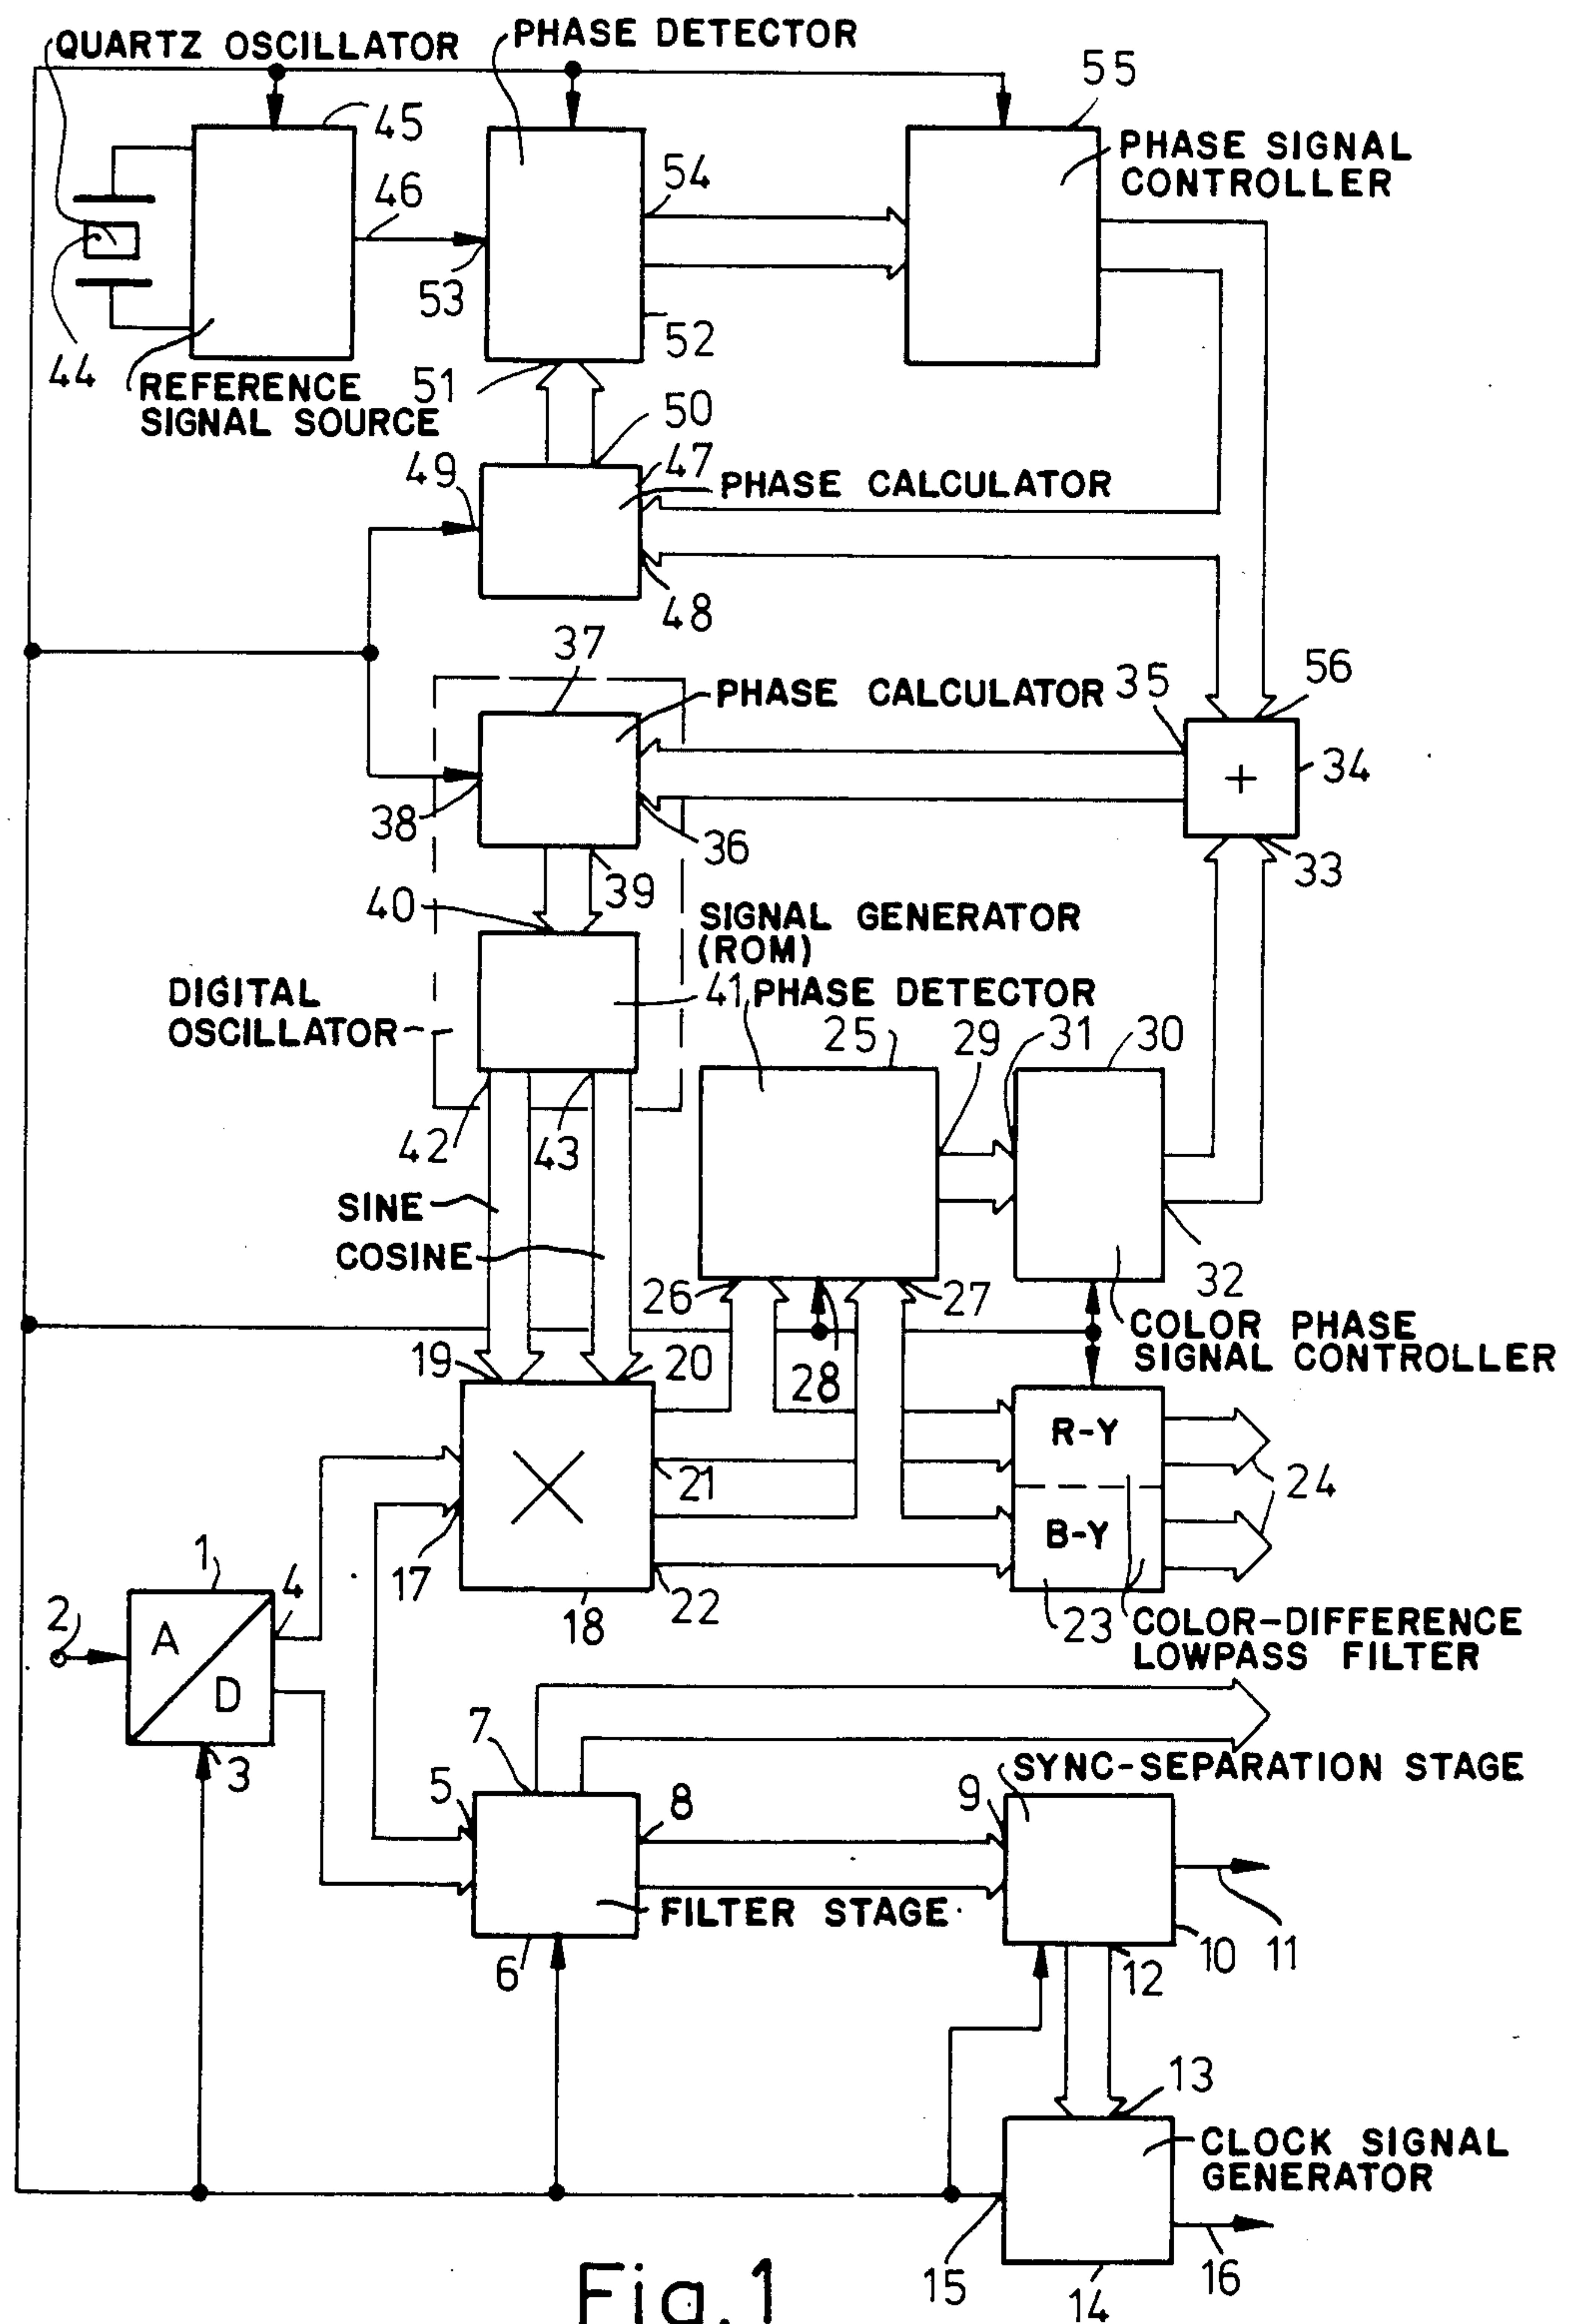 QUARTZ OSCILLATOR
PHASE DETECTOR
55
45
PHASE SIGNAL
CONTROLLER
54
46
53
52
44
REFERENCE
SIGNAL SOURCE
51
50
49
47
PHASE CALCULATOR
48
37
PHASE CALCULATOR
35
56
+
34
38
36
39
33
40
SIGNAL GENERATOR
(ROM)
41
DIGITAL
OSCILLATOR
PHASE DETECTOR
25
29
31
30
42
43
SINE
COSINE
26
27
32
COLOR PHASE
SIGNAL CONTROLLER
19
20
28
R-Y
21
24
B-Y
17
18
22
23
COLOR-DIFFERENCE
LOWPASS FILTER
1
2
4
A
D
3
7
SYNC-SEPARATION STAGE
5
8
9
FILTER STAGE
6
10
11
12
13
CLOCK SIGNAL
GENERATOR
15
14
16
Fig.1